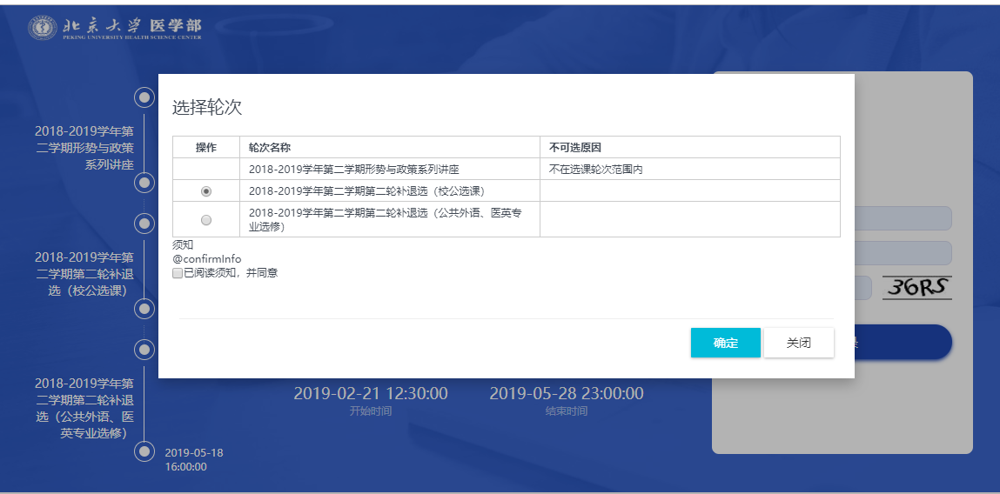 北京大学 医学部
PEKING UNIVERSITY HEALTH SCIENCE CENTER
2018-2019学年第
二学期形势与政策
系列讲座
2018-2019学年第
二学期第二轮补退
选（校公选课）
2018-2019学年第
二学期第二轮补退
选（公共外语、医
英专业选修）
2019-05-18
16:00:00
选择轮次
操作 轮次名称 不可选原因
2018-2019学年第二学期形势与政策系列讲座 不在选课轮次范围内
2018-2019学年第二学期第二轮补退选（校公选课）
2018-2019学年第二学期第二轮补退选（公共外语、医英专
业选修）
须知
@confirmInfo
已阅读须知，并同意
确定 关闭
2019-02-21 12:30:00 2019-05-28 23:00:00
开始时间 结束时间
36RS